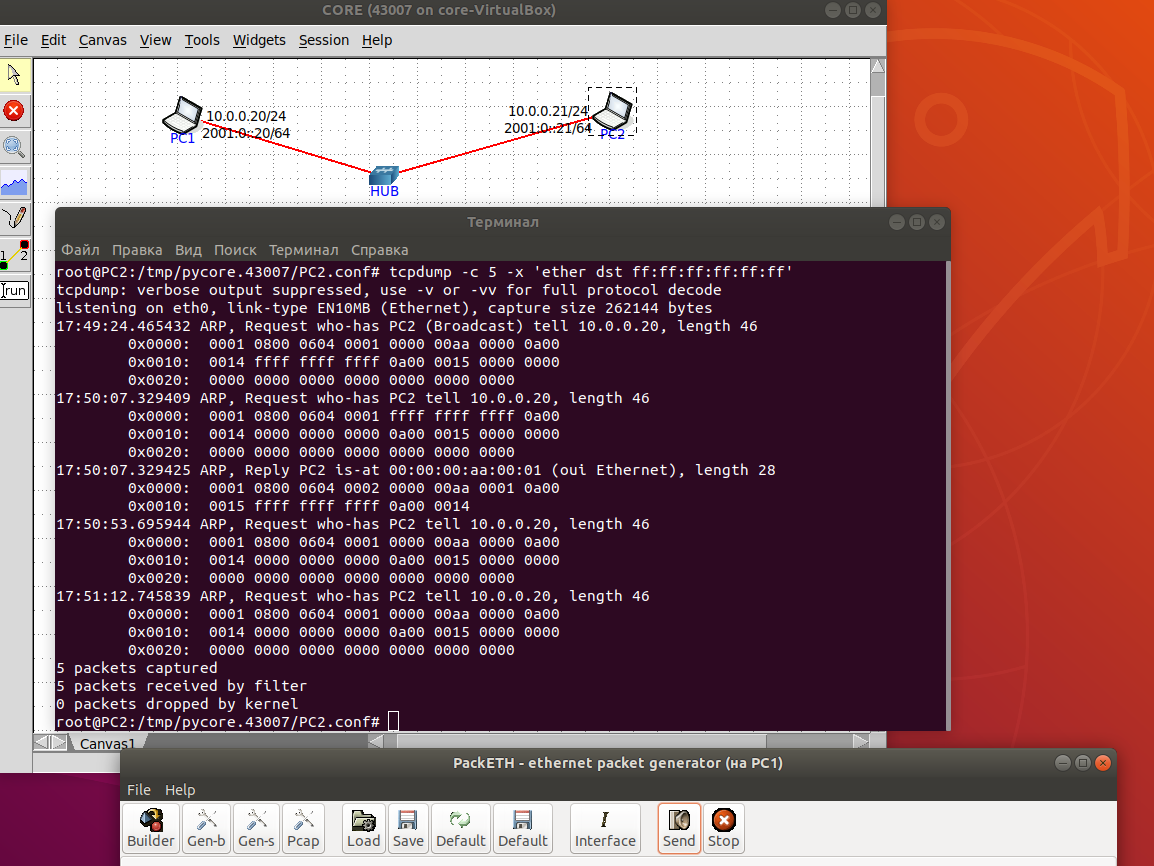 CORE (43007 on core-VirtualBox)
File Edit Canvas View Tools Widgets Session Help
10.0.0.20/24
2001:0::20/64
PC1
10.0.0.21/24
2001:0::21/64
PC2
HUB
1 2
run
Терминал
Файл Правка Вид Поиск Терминал Справка
root@PC2:/tmp/pycore.43007/PC2.conf# tcpdump -c 5 -x 'ether dst ff:ff:ff:ff:ff:ff'
tcpdump: verbose output suppressed, use -v or -vv for full protocol decode
listening on eth0, link-type EN10MB (Ethernet), capture size 262144 bytes
17:49:24.465432 ARP, Request who-has PC2 (Broadcast) tell 10.0.0.20, length 46
0x0000: 0001 0800 0604 0001 0000 00aa 0000 0a00
0x0010: 0014 ffff ffff ffff 0a00 0015 0000 0000
0x0020: 0000 0000 0000 0000 0000 0000 0000
17:50:07.329409 ARP, Request who-has PC2 tell 10.0.0.20, length 46
0x0000: 0001 0800 0604 0001 ffff ffff ffff 0a00
0x0010: 0014 0000 0000 0000 0a00 0015 0000 0000
0x0020: 0000 0000 0000 0000 0000 0000 0000
17:50:07.329425 ARP, Reply PC2 is-at 00:00:00:aa:00:01 (oui Ethernet), length 28
0x0000: 0001 0800 0604 0002 0000 00aa 0001 0a00
0x0010: 0015 ffff ffff ffff 0a00 0014
17:50:53.695944 ARP, Request who-has PC2 tell 10.0.0.20, length 46
0x0000: 0001 0800 0604 0001 0000 00aa 0000 0a00
0x0010: 0014 0000 0000 0000 0a00 0015 0000 0000
0x0020: 0000 0000 0000 0000 0000 0000 0000
17:51:12.745839 ARP, Request who-has PC2 tell 10.0.0.20, length 46
0x0000: 0001 0800 0604 0001 0000 00aa 0000 0a00
0x0010: 0014 0000 0000 0000 0a00 0015 0000 0000
0x0020: 0000 0000 0000 0000 0000 0000 0000
5 packets captured
5 packets received by filter
0 packets dropped by kernel
root@PC2:/tmp/pycore.43007/PC2.conf#
Canvas1
PackETH - ethernet packet generator (на PC1)
File Help
Builder Gen-b Gen-s Pcap Load Save Default Default Interface Send Stop